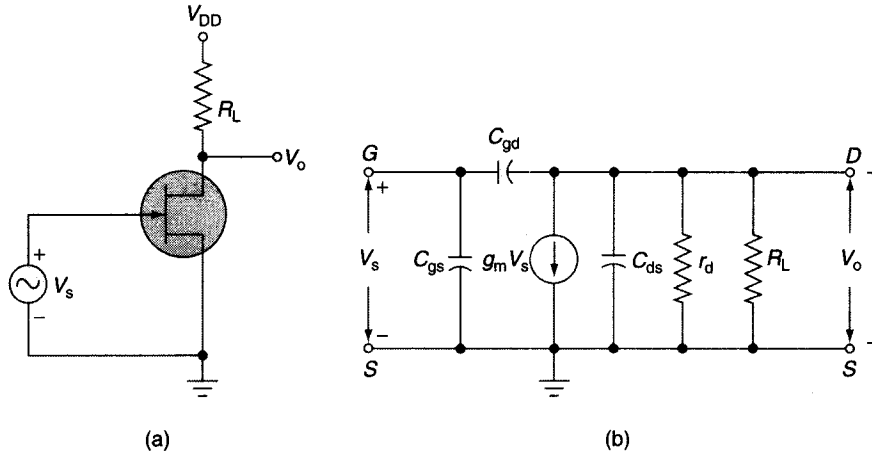 V_DD
R_L
V_o
+
V_s
−
(a)
C_gd
G
D
+
−
V_s
C_gs
g_m V_s
C_ds
r_d
R_L
V_o
−
−
S
S
(b)